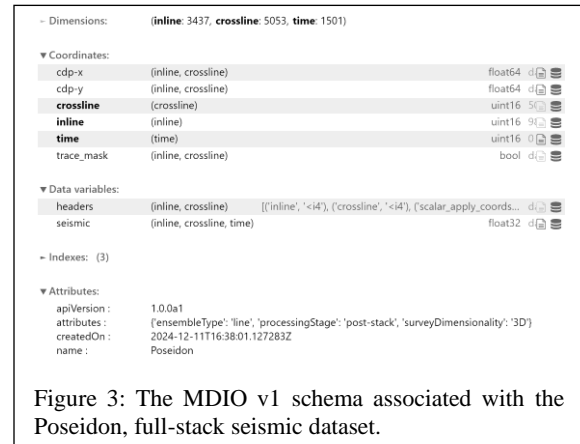 Dimensions: (inline: 3437, crossline: 5053, time: 1501)
Coordinates:
cdp-x (inline, crossline) float64
cdp-y (inline, crossline) float64
crossline (crossline) uint16
inline (inline) uint16
time (time) uint16 0
trace_mask (inline, crossline) bool
Data variables:
headers (inline, crossline) [('inline', '<i4'), ('crossline', '<i4'), ('scalar_apply_coords...
seismic (inline, crossline, time) float32
Indexes: (3)
Attributes:
apiVersion : 1.0.0a1
attributes : {'ensembleType': 'line', 'processingStage': 'post-stack', 'surveyDimensionality': '3D'}
createdOn : 2024-12-11T16:38:01.127283Z
name : Poseidon
Figure 3: The MDIO v1 schema associated with the
Poseidon, full-stack seismic dataset.